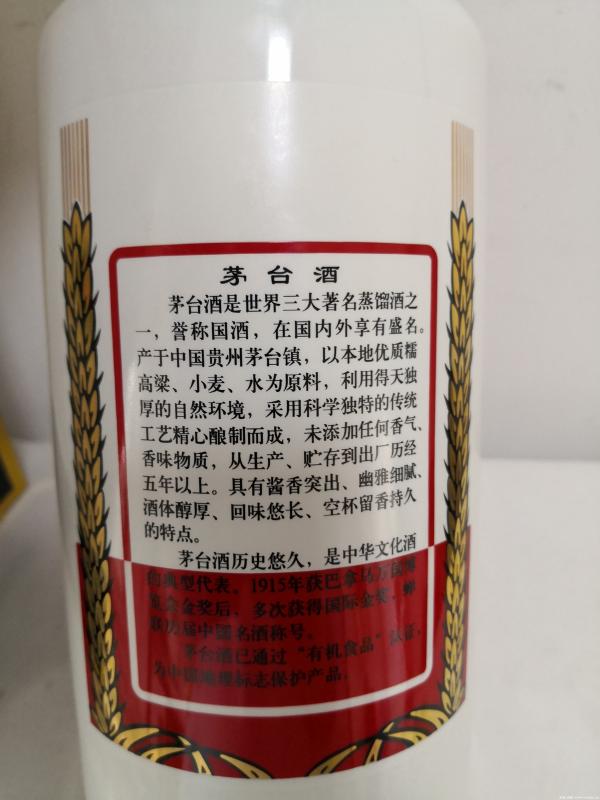 茅台酒
茅台酒是世界三大著名蒸馏酒之
一，誉称国酒，在国内外享有盛名。
产于中国贵州茅台镇，以本地优质糯
高粱、小麦、水为原料，利用得天独
厚的自然环境，采用科学独特的传统
工艺精心酿制而成，未添加任何香气、
香味物质，从生产、贮存到出厂历经
五年以上。具有酱香突出、幽雅细腻、
酒体醇厚、回味悠长、空杯留香持久
的特点。
茅台酒历史悠久，是中华文化酒
的典型代表。1915年获巴拿马万国博
览会金奖后，多次获得国际金奖，蝉
联历届中国名酒称号。
茅台酒已通过“有机食品”认证，
为中国地理标志保护产品。